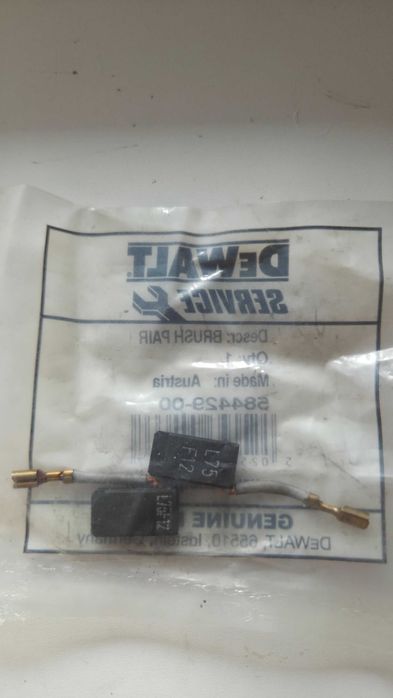 DEWALT
SERVICE
Descr: BRUSH PAIR
Qty: 1
Made in: Austria
584429-00
L75
F12
GENUINE
DEWALT, 65510, Idstein, Germany